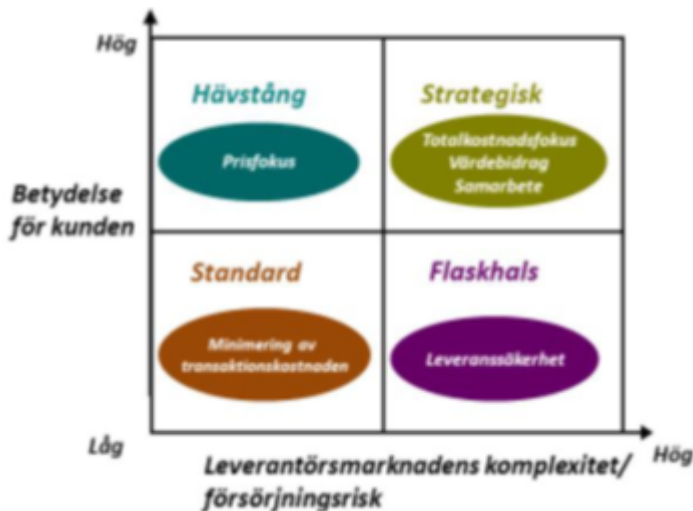 Hög
Hävstång
Strategisk
Prisfokus
Totalkostnadsfokus
Värdebidrag
Samarbete
Betydelse
för kunden
Standard
Flaskhals
Minimering av
transaktionskostnaden
Leveranssäkerhet
Låg
Leverantörsmarknadens komplexitet/
försörjningsrisk
Hög